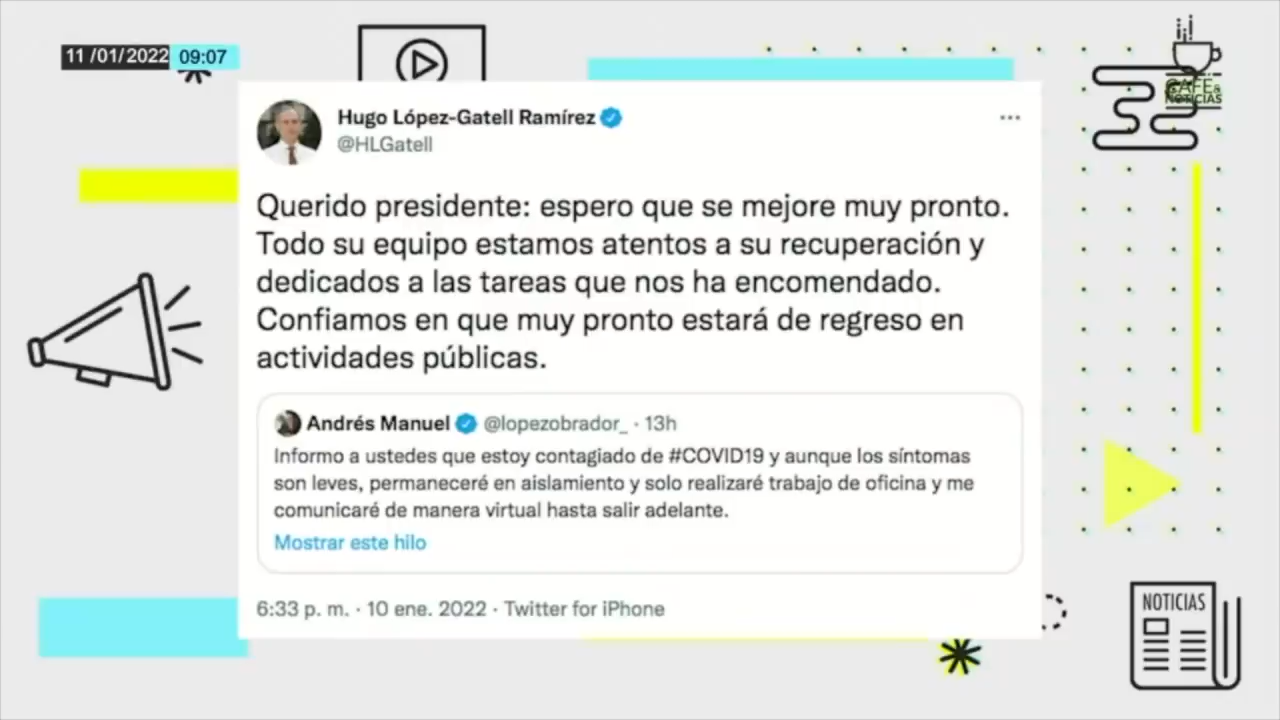 11 /01/2022 09:07
CAFE &
NOTICIAS
Hugo López-Gatell Ramírez
@HLGatell
Querido presidente: espero que se mejore muy pronto.
Todo su equipo estamos atentos a su recuperación y
dedicados a las tareas que nos ha encomendado.
Confiamos en que muy pronto estará de regreso en
actividades públicas.
Andrés Manuel @lopezobrador_ · 13h
Informo a ustedes que estoy contagiado de #COVID19 y aunque los síntomas
son leves, permaneceré en aislamiento y solo realizaré trabajo de oficina y me
comunicaré de manera virtual hasta salir adelante.
Mostrar este hilo
6:33 p. m. · 10 ene. 2022 · Twitter for iPhone
NOTICIAS